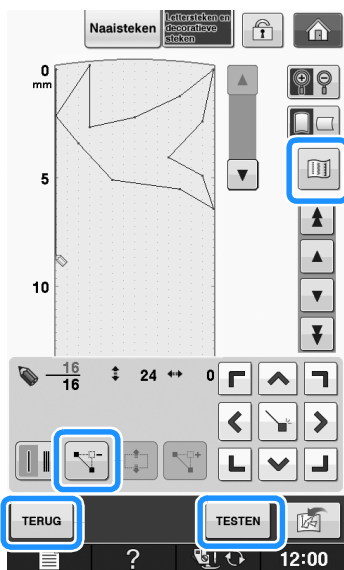 Naaisteken
Lettersteken en
decoratieve
steken
0
mm
5
10
16
16
24
0
TERUG
TESTEN
?
12:00